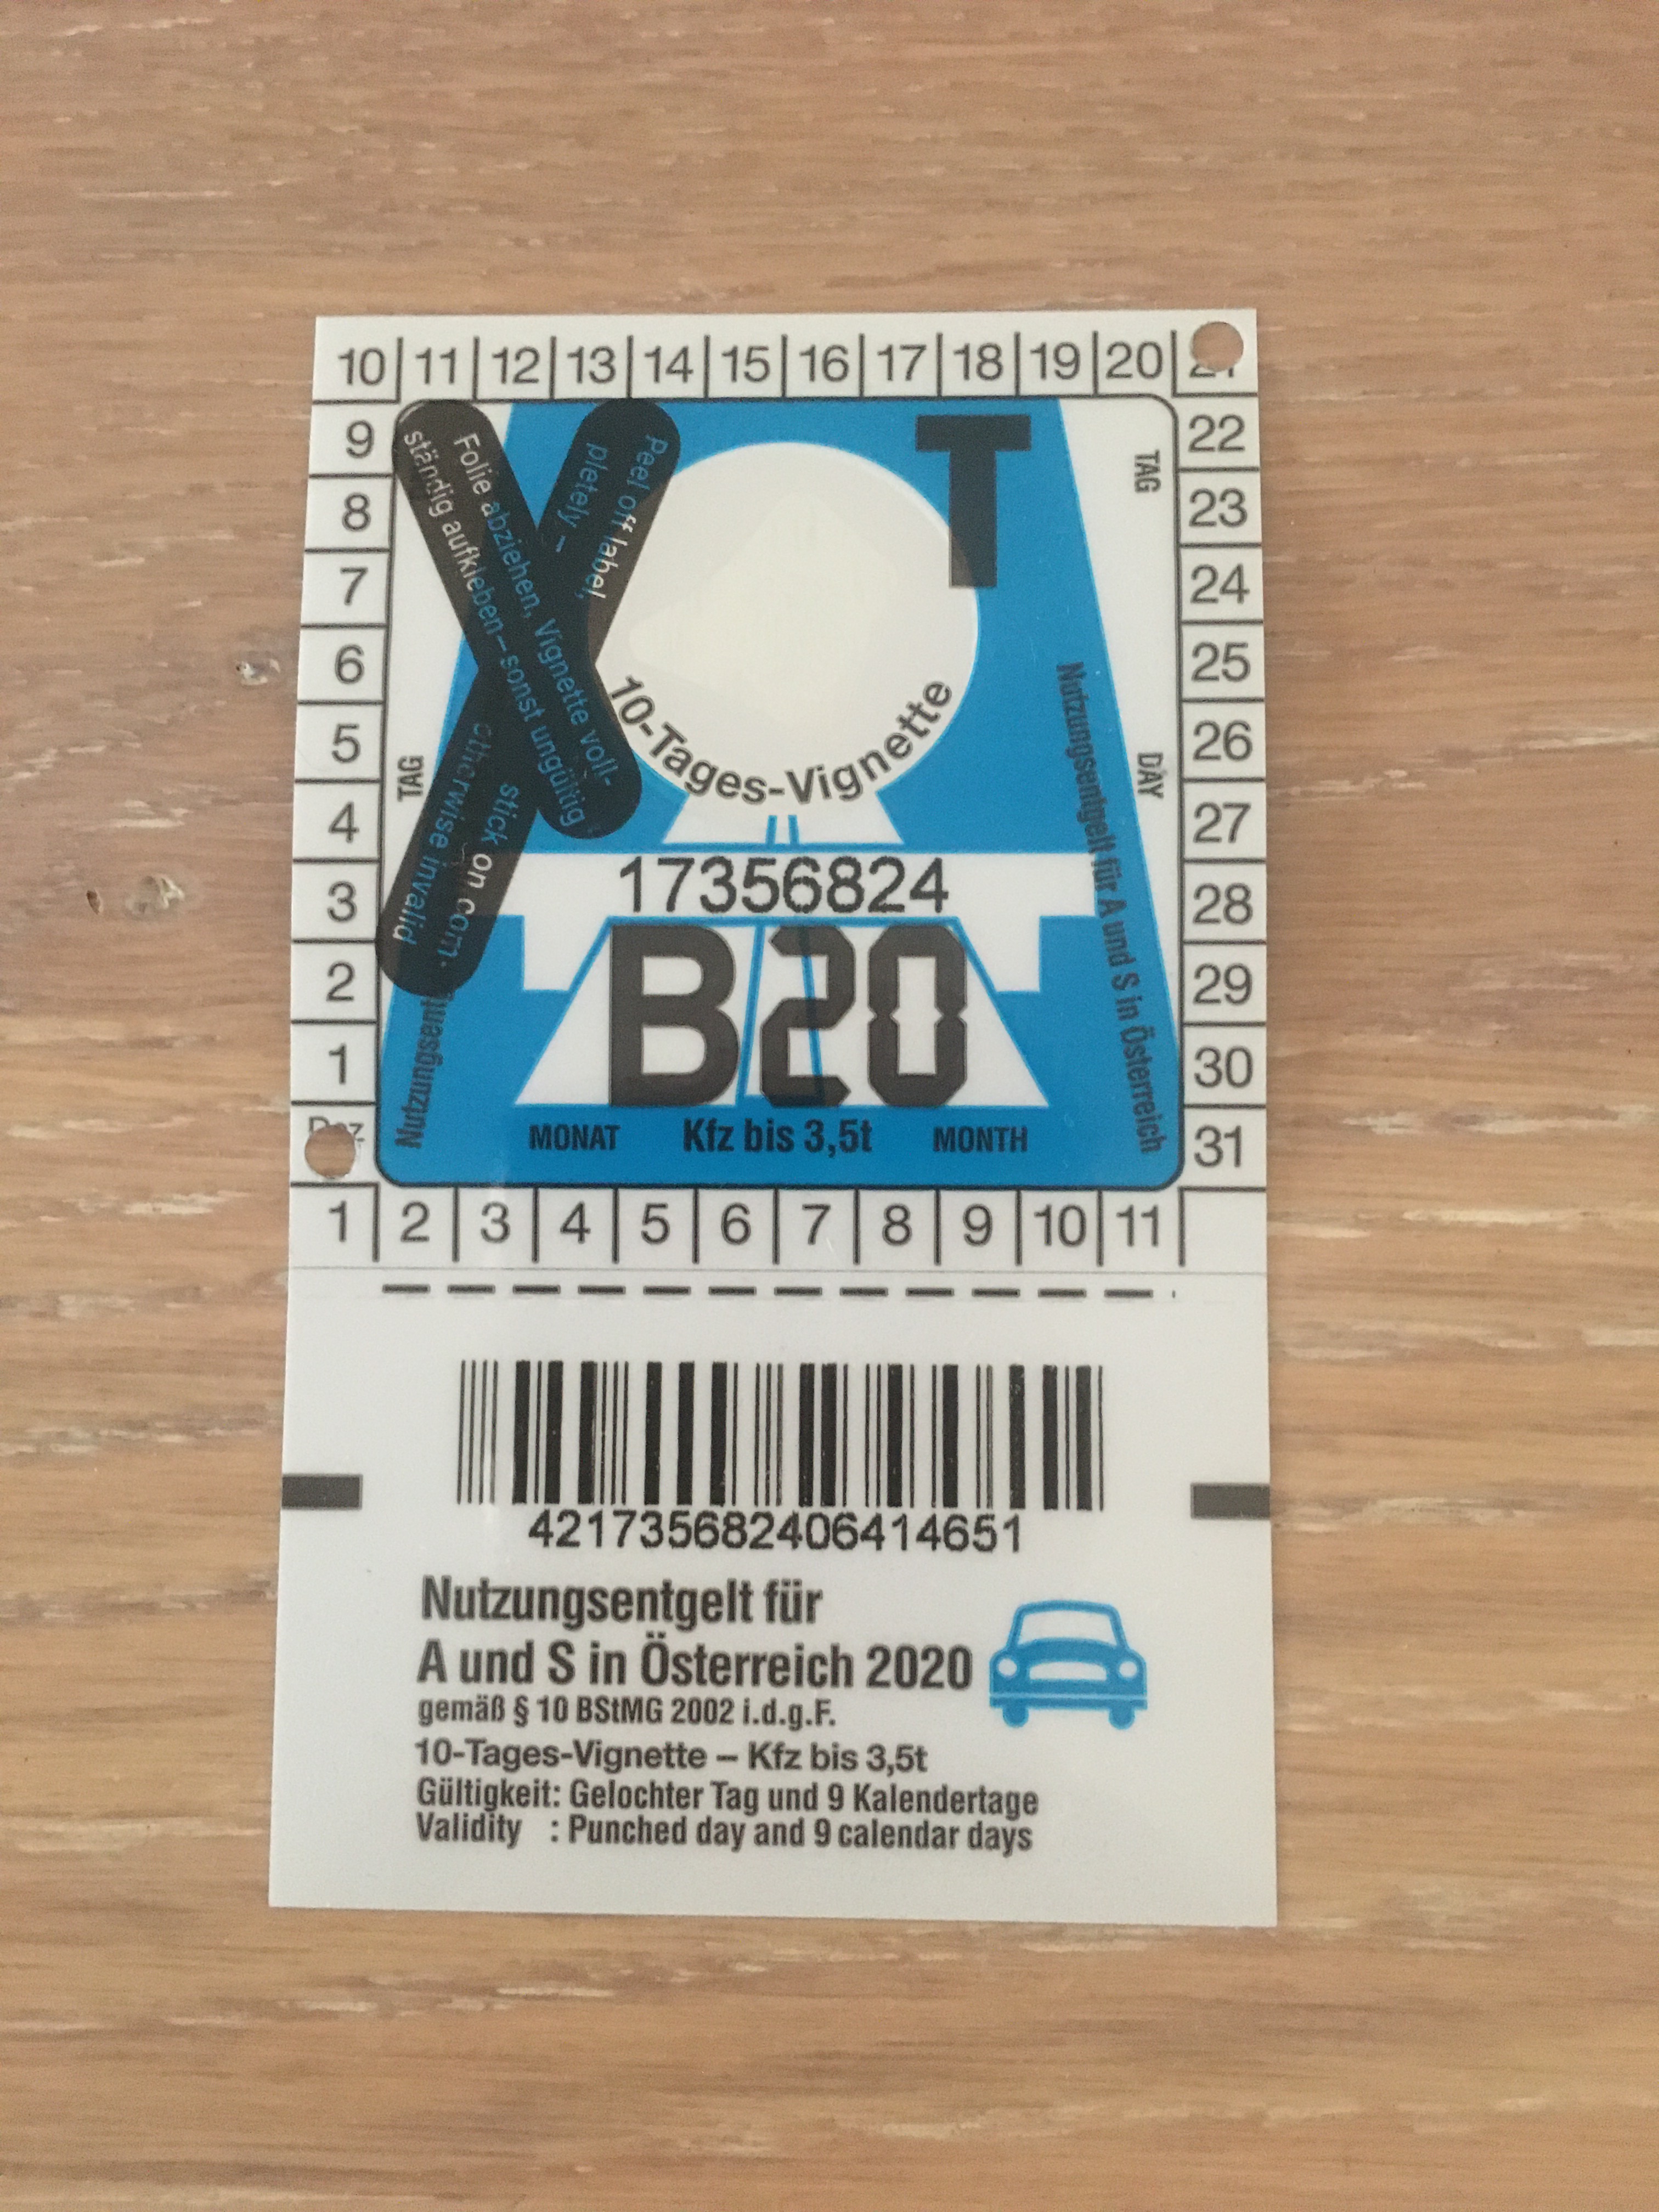 10 11 12 13 14 15 16 17 18 19 20 21
9 22
8 23
7 24
6 25
5 26
4 27
3 28
2 29
1 30
Dez 31
1 2 3 4 5 6 7 8 9 10 11
T
TAG
TAG
DAY
Folie abziehen, Vignette voll-
ständig aufkleben – sonst ungültig
Peel off label,
stick on com-
pletely –
otherwise invalid
10-Tages-Vignette
Nutzungsentgelt für A und S in Österreich
Nutzungsent
17356824
B20
MONAT Kfz bis 3,5t MONTH
421735682406414651
Nutzungsentgelt für
A und S in Österreich 2020
gemäß § 10 BStMG 2002 i.d.g.F.
10-Tages-Vignette – Kfz bis 3,5t
Gültigkeit: Gelochter Tag und 9 Kalendertage
Validity : Punched day and 9 calendar days